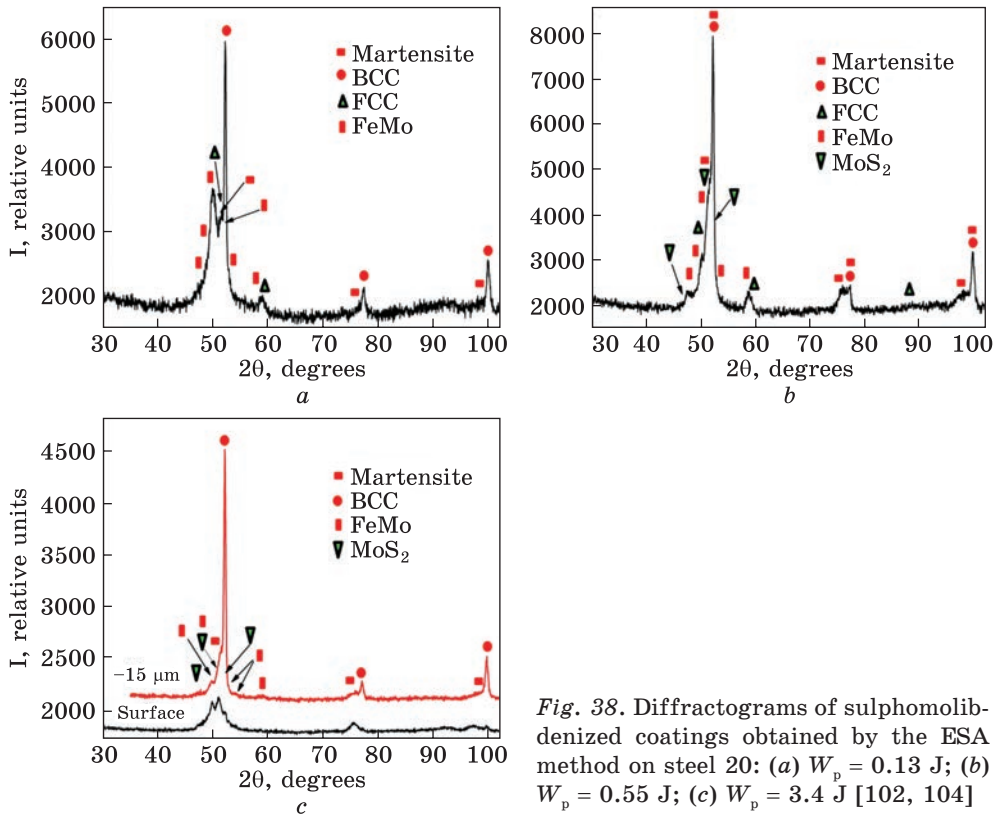 6000
5000
4000
3000
2000
I, relative units
Martensite
BCC
FCC
FeMo
30 40 50 60 70 80 90 100
2θ, degrees
a
8000
7000
8000
4000
3000
2000
I, relative units
Martensite
BCC
FCC
FeMo
MoS₂
30 40 50 60 70 80 90 100
2θ, degrees
b
4500
4000
3500
3000
2500
2000
I, relative units
Martensite
BCC
FeMo
MoS₂
–15 μm
Surface
30 40 50 60 70 80 90 100
2θ, degrees
c
Fig. 38. Diffractograms of sulphomolib-
denized coatings obtained by the ESA
method on steel 20: (a) Wₚ = 0.13 J; (b)
Wₚ = 0.55 J; (c) Wₚ = 3.4 J [102, 104]